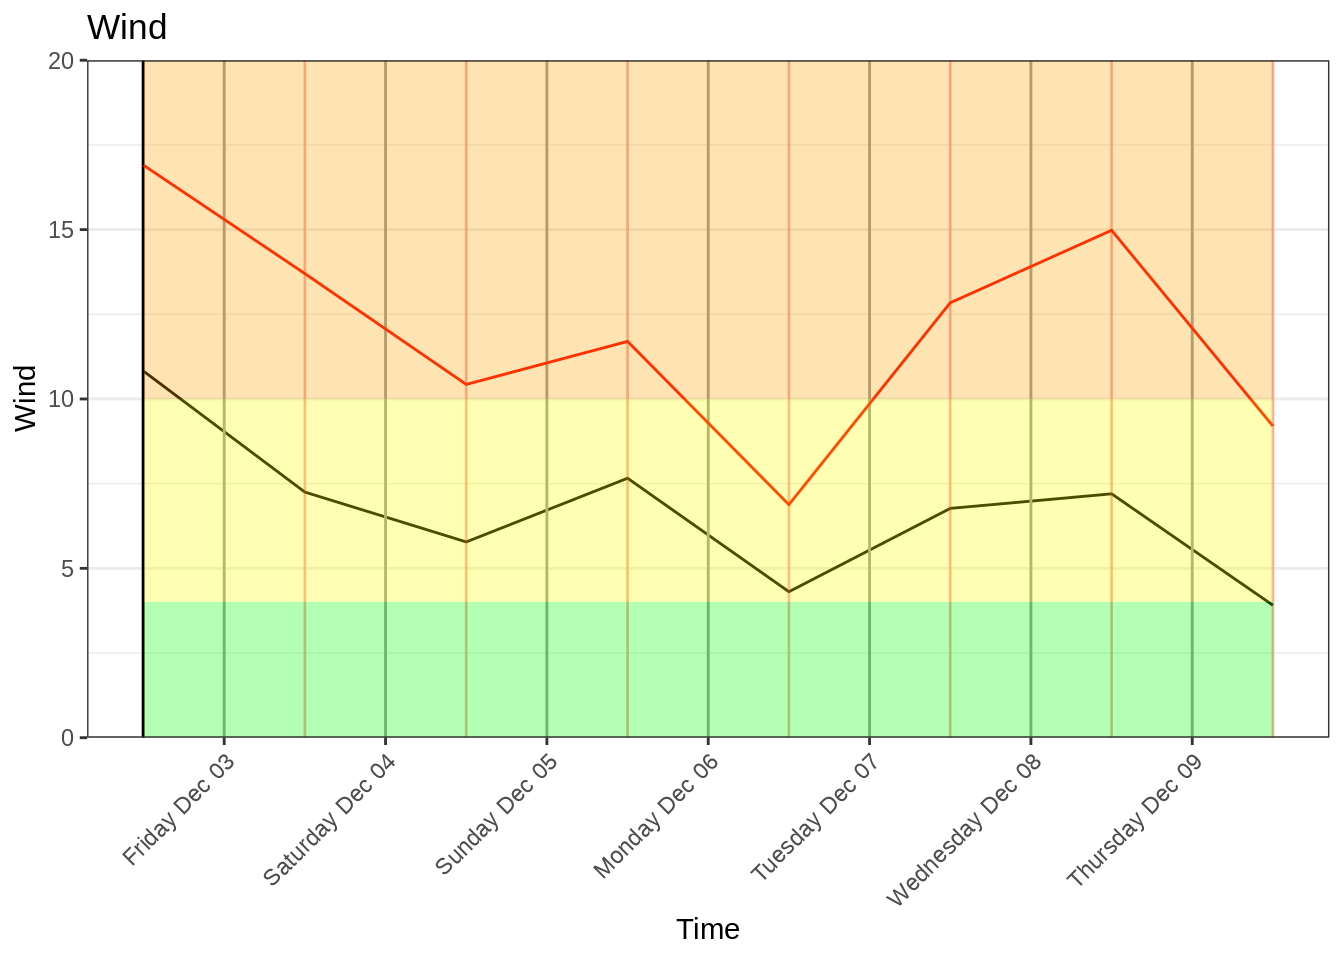 Wind
20
15
10
5
0
Wind
Friday Dec 03
Saturday Dec 04
Sunday Dec 05
Monday Dec 06
Tuesday Dec 07
Wednesday Dec 08
Thursday Dec 09
Time